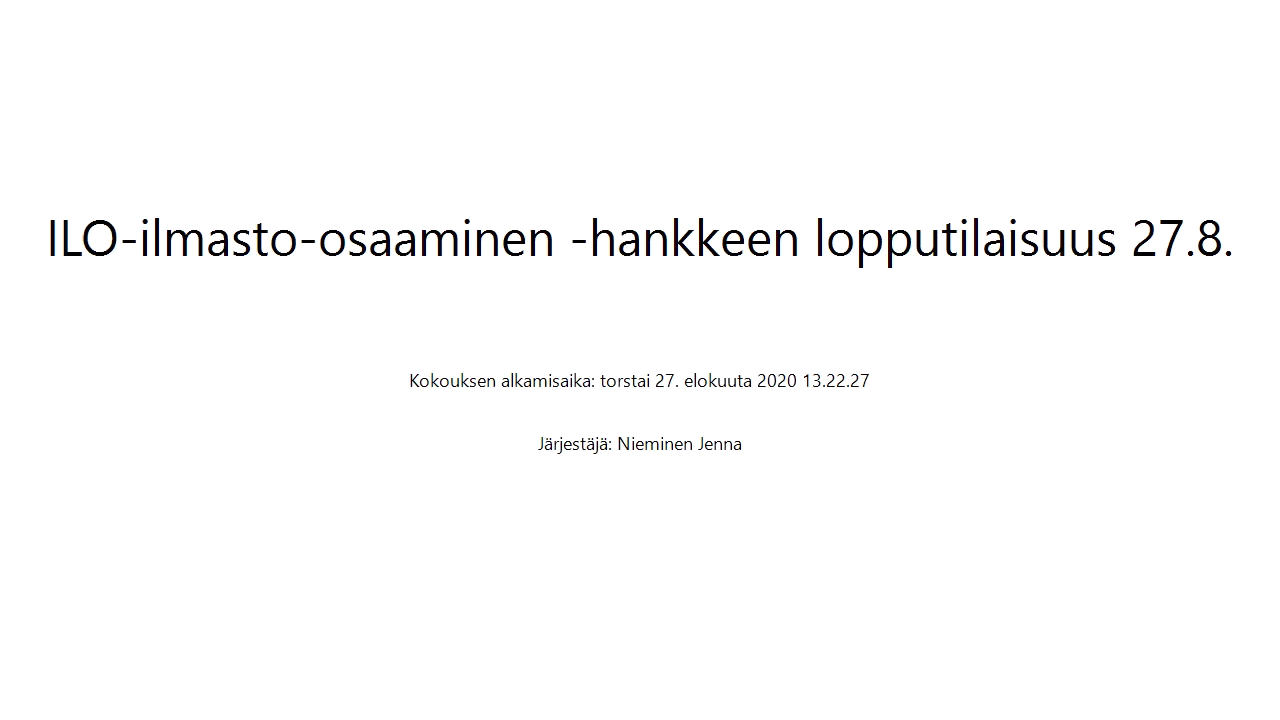 ILO-ilmasto-osaaminen -hankkeen lopputilaisuus 27.8.
Kokouksen alkamisaika: torstai 27. elokuuta 2020 13.22.27
Järjestäjä: Nieminen Jenna